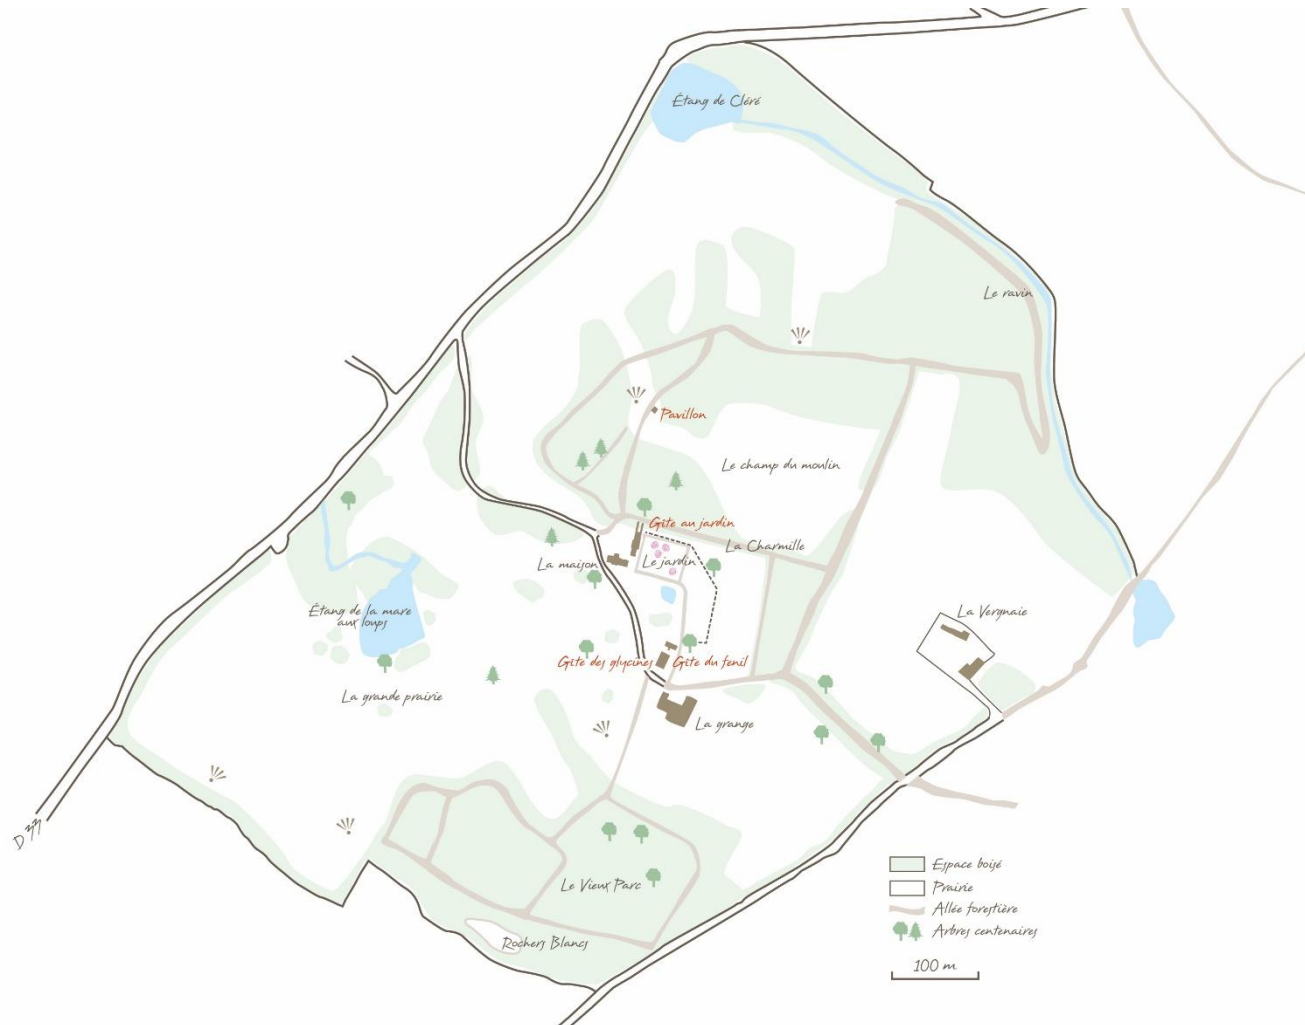 Étang de Cléré
Le ravin
Pavillon
Le champ du moulin
Gîte au jardin
La Charmille
La maison
Le jardin
Étang de la mare
aux loups
La Vergnaie
Gîte des glycines
Gîte du fenil
La grande prairie
La grange
D 33
Le Vieux Parc
Rochers Blancs
Espace boisé
Prairie
Allée forestière
Arbres centenaires
100 m